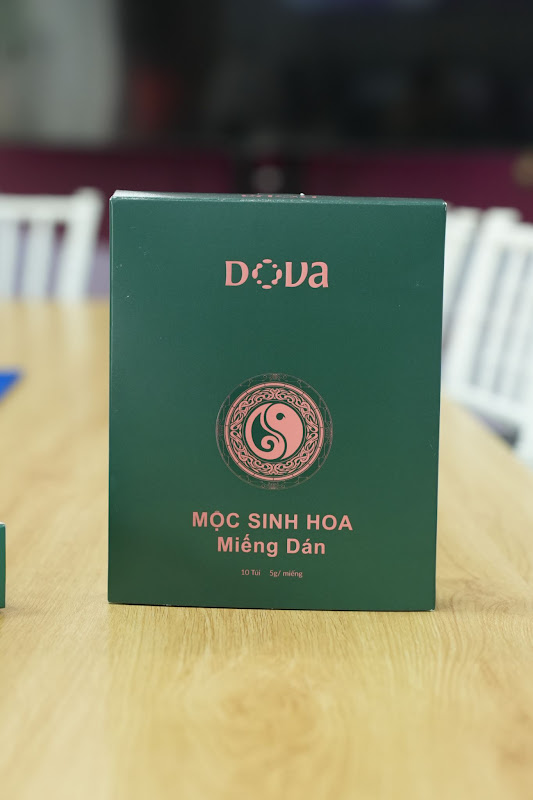 DOVa
MỘC SINH HOA
Miếng Dán
10 Túi 5g/ miếng